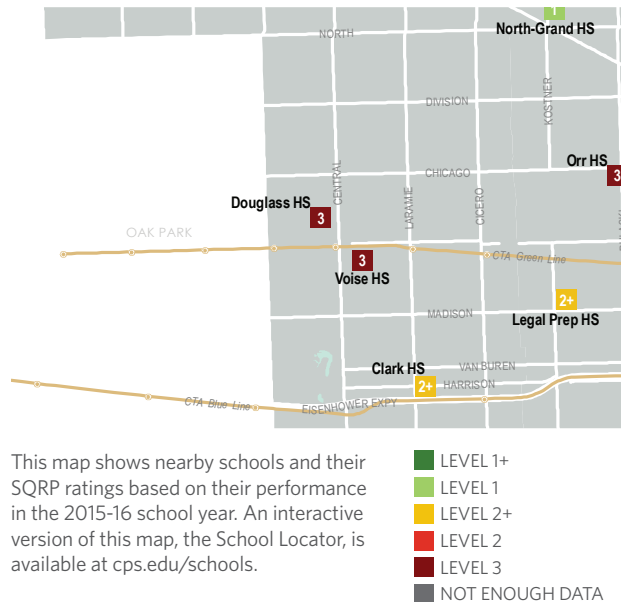 1
North-Grand HS
NORTH
KOSTNER
DIVISION
Orr HS
3
CHICAGO
CENTRAL
LARAMIE
CICERO
Douglass HS
3
OAK PARK
CTA Green Line
3
Voise HS
2+
Legal Prep HS
MADISON
Clark HS
2+
VAN BUREN
HARRISON
EISENHOWER EXPY
CTA Blue Line
This map shows nearby schools and their
SQRP ratings based on their performance
in the 2015-16 school year. An interactive
version of this map, the School Locator, is
available at cps.edu/schools.
LEVEL 1+
LEVEL 1
LEVEL 2+
LEVEL 2
LEVEL 3
NOT ENOUGH DATA